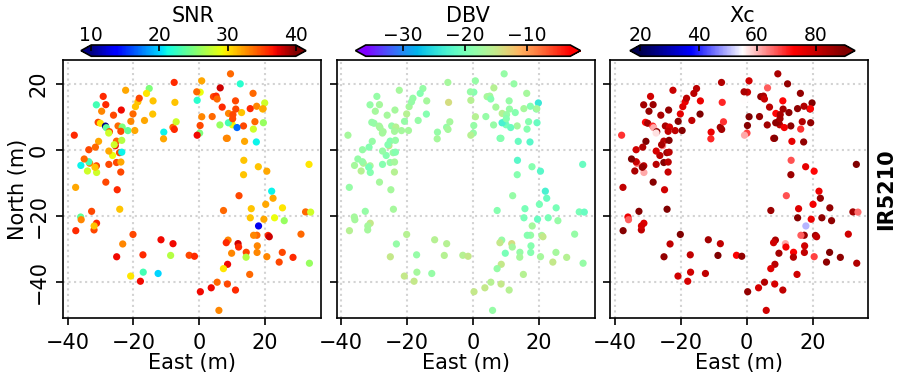 SNR DBV Xc
10 20 30 40 −30 −20 −10 20 40 60 80
20
0
−20
−40
North (m)
IR5210
−40 −20 0 20 −40 −20 0 20 −40 −20 0 20
East (m) East (m) East (m)